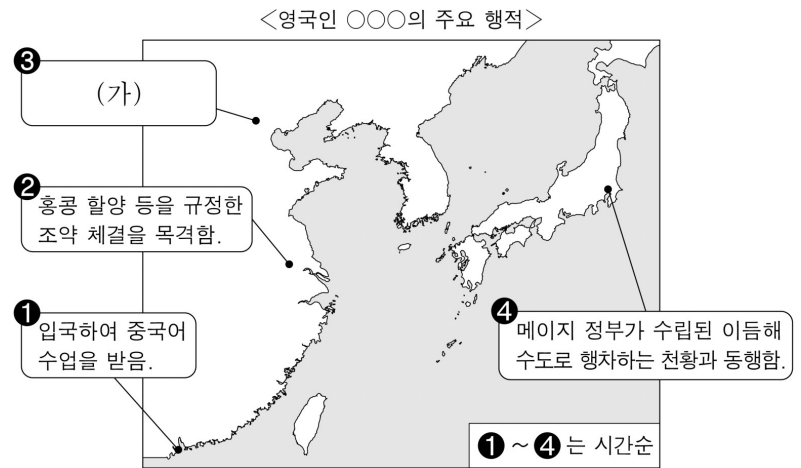 <영국인 ○○○의 주요 행적>
❸
(가)
❷
홍콩 할양 등을 규정한
조약 체결을 목격함.
❶
입국하여 중국어
수업을 받음.
❹
메이지 정부가 수립된 이듬해
수도로 행차하는 천황과 동행함.
❶～❹는 시간순